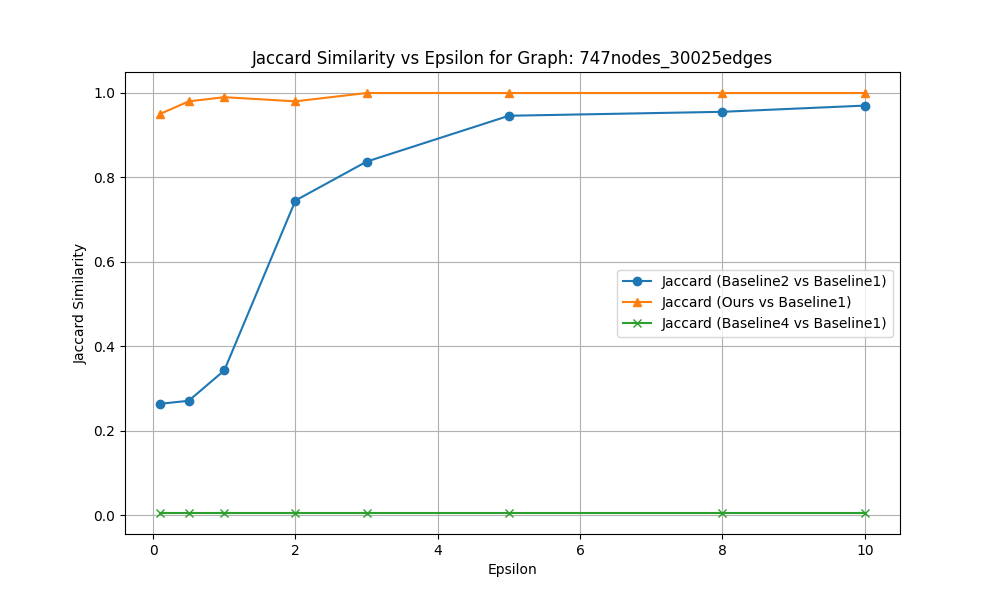 Jaccard Similarity vs Epsilon for Graph: 747nodes_30025edges
1.0
0.8
0.6
0.4
0.2
0.0
Jaccard Similarity
Jaccard (Baseline2 vs Baseline1)
Jaccard (Ours vs Baseline1)
Jaccard (Baseline4 vs Baseline1)
0 2 4 6 8 10
Epsilon